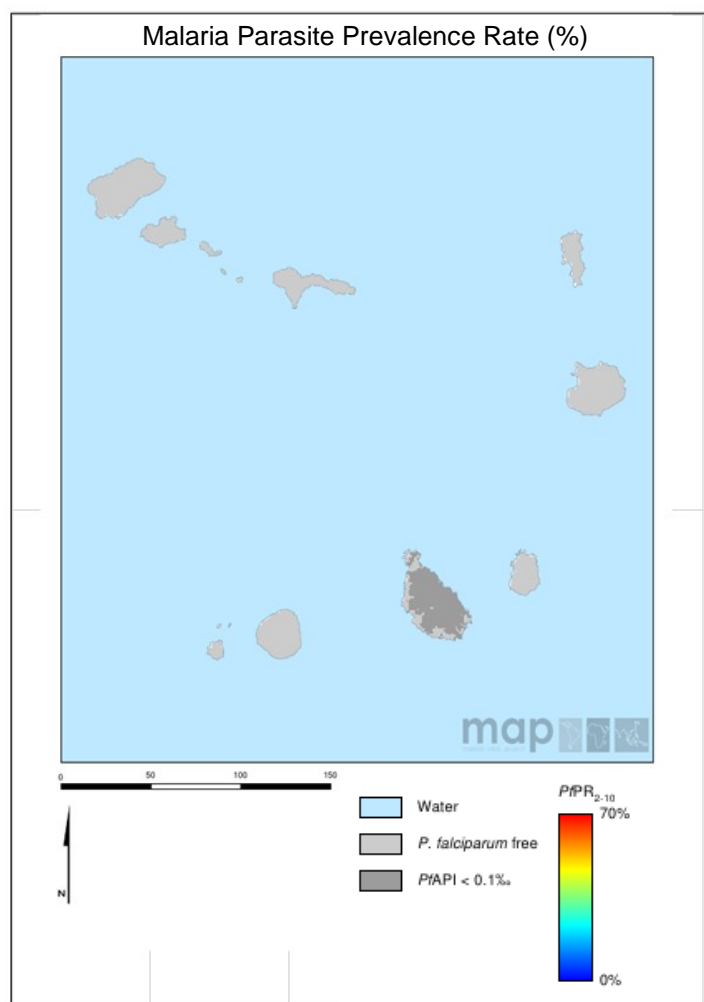 Malaria Parasite Prevalence Rate (%)
map
0 50 100 150
N
Water
P. falciparum free
PfAPI < 0.1‰
PfPR2-10
70%
0%